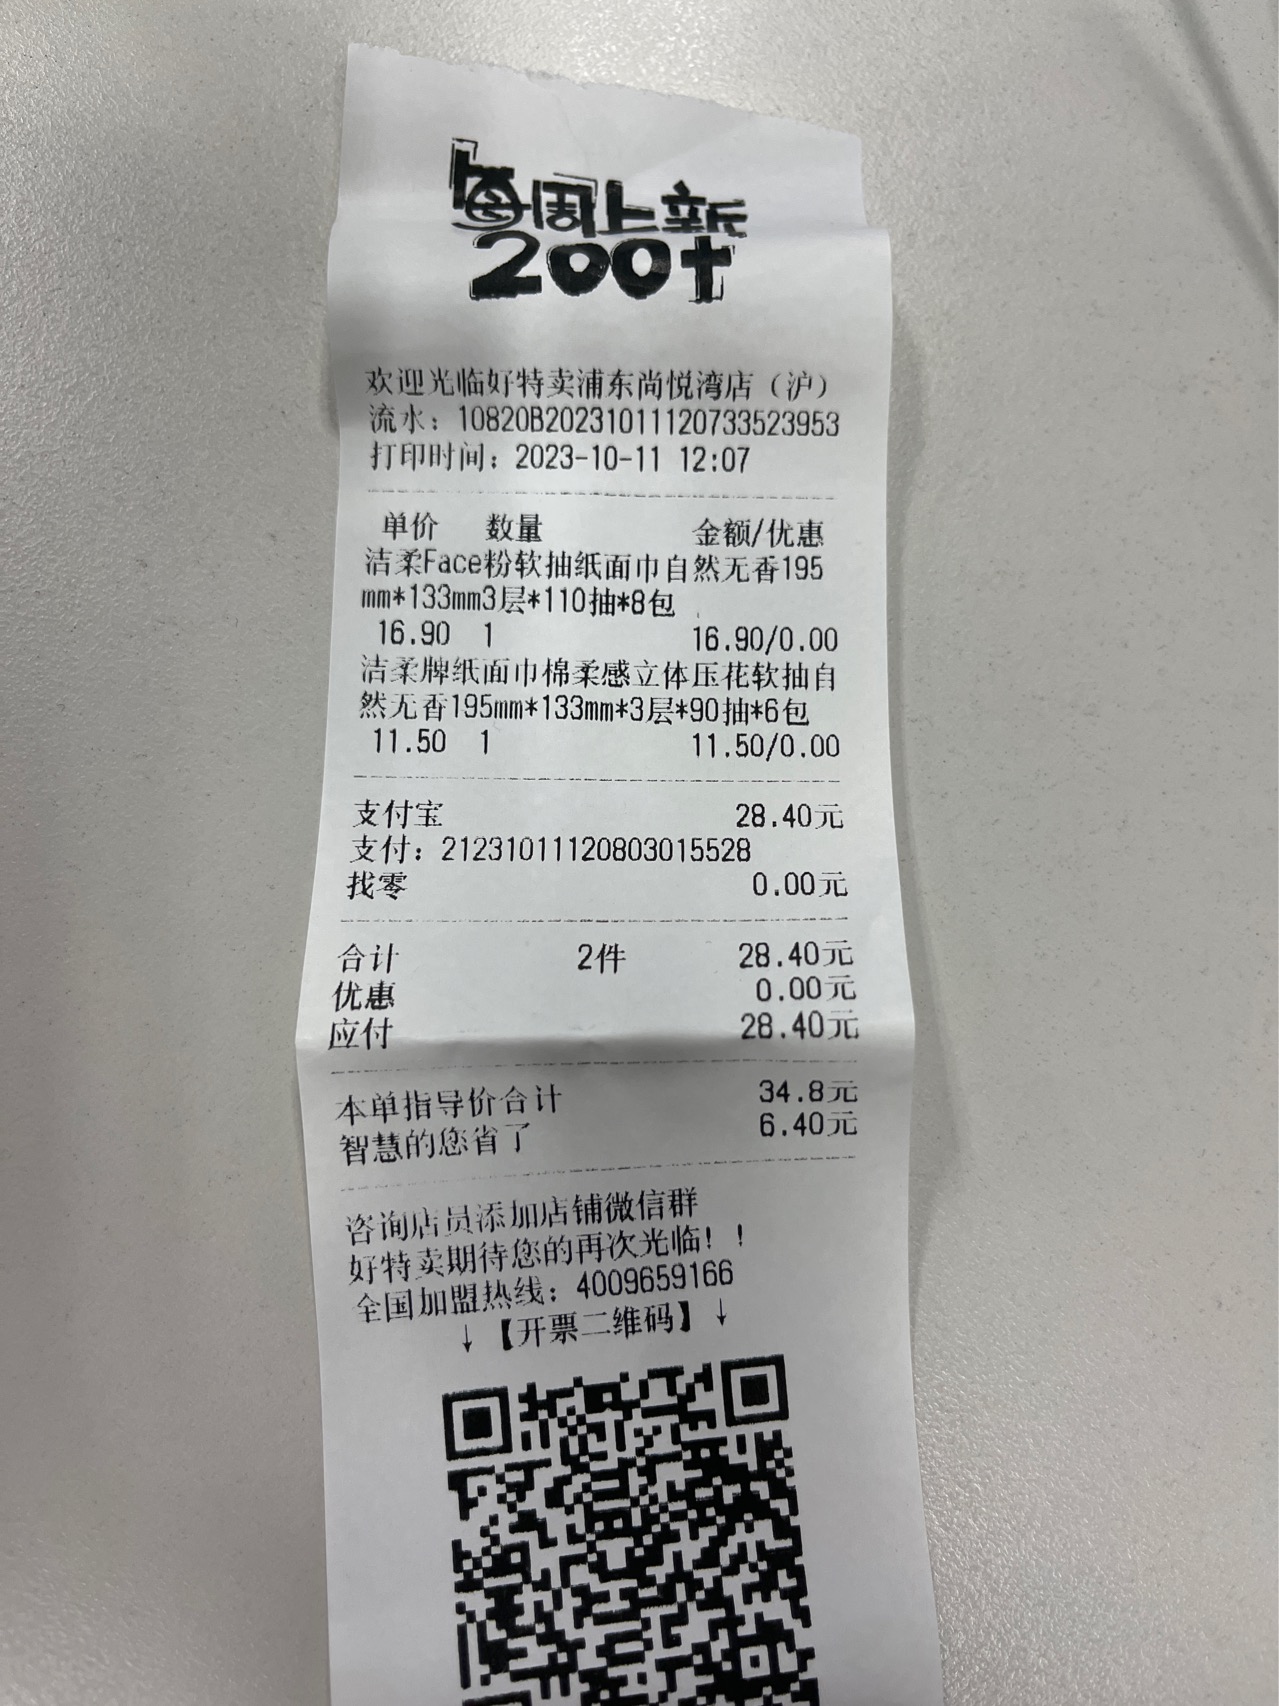 每周上新
200+
欢迎光临好特卖浦东尚悦湾店（沪）
流水：10820B20231011120733523953
打印时间：2023-10-11 12:07
单价 数量 金额/优惠
洁柔Face粉软抽纸面巾自然无香195
mm*133mm3层*110抽*8包
16.90 1 16.90/0.00
洁柔牌纸面巾棉柔感立体压花软抽自
然无香195mm*133mm*3层*90抽*6包
11.50 1 11.50/0.00
支付宝 28.40元
支付：21231011120803015528
找零 0.00元
合计 2件 28.40元
优惠 0.00元
应付 28.40元
本单指导价合计 34.8元
智慧的您省了 6.40元
咨询店员添加店铺微信群
好特卖期待您的再次光临！！
全国加盟热线：4009659166
↓【开票二维码】↓